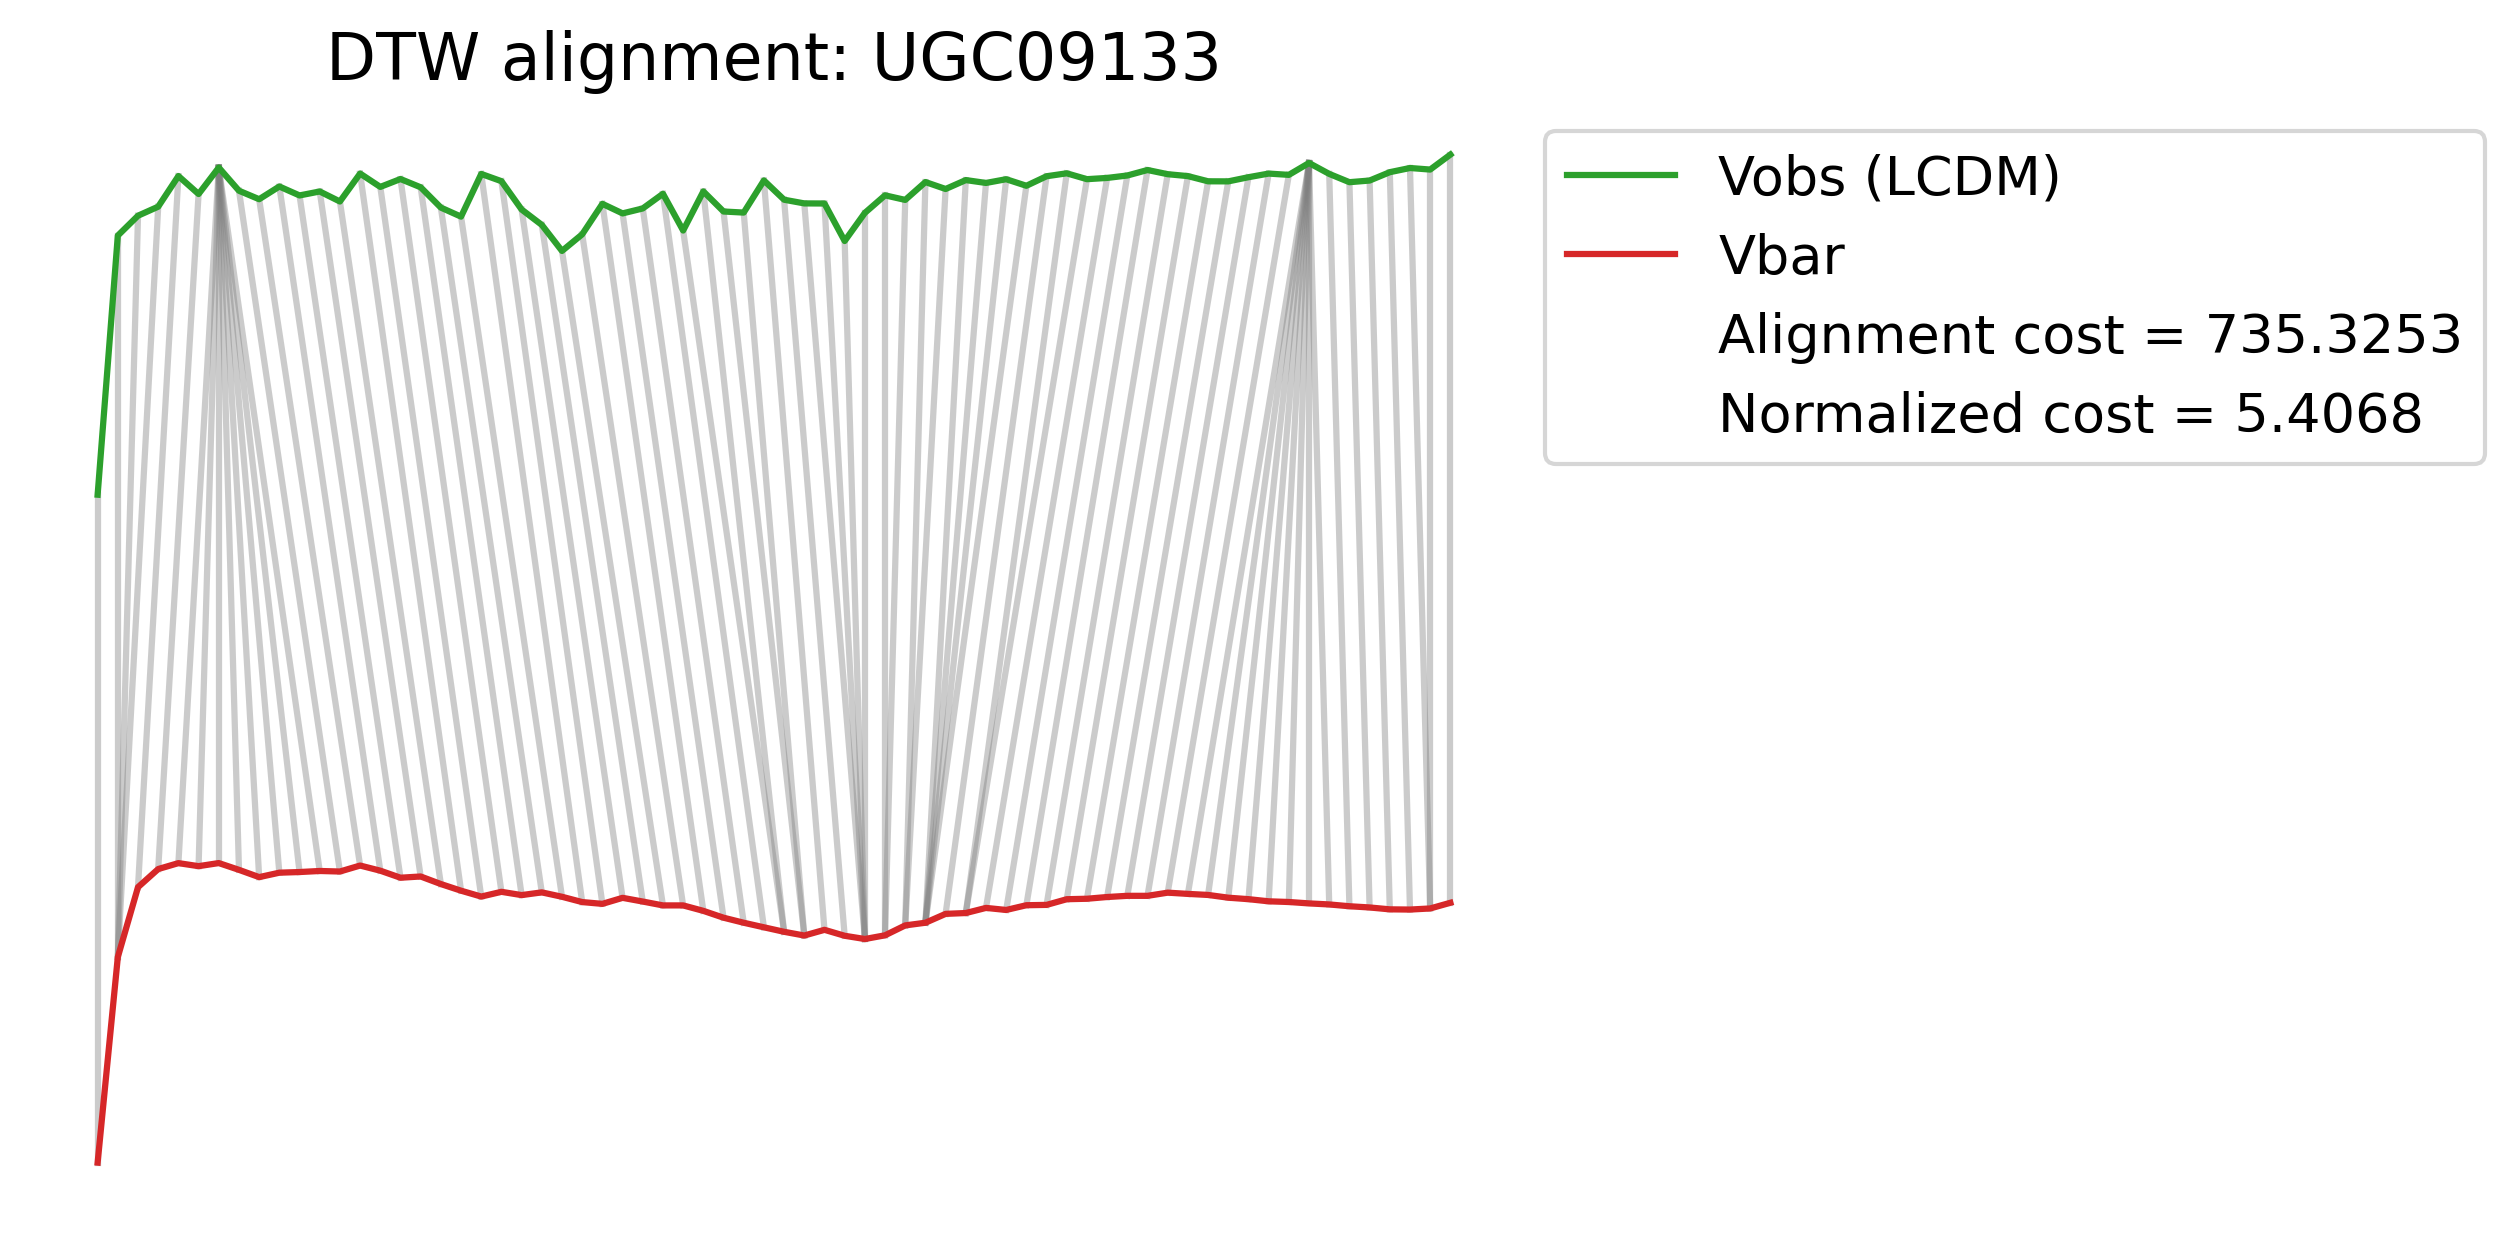 DTW alignment: UGC09133
Vobs (LCDM)
Vbar
Alignment cost = 735.3253
Normalized cost = 5.4068